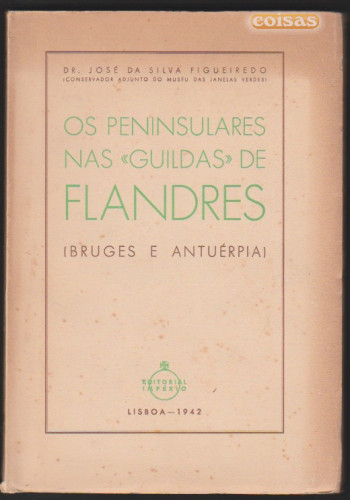 coisas
DR. JOSÉ DA SILVA FIGUEIREDO
(CONSERVADOR ADJUNTO DO MUSEU DAS JANELAS VERDES)
OS PENINSULARES
NAS «GUILDAS» DE
FLANDRES
(BRUGES E ANTUÉRPIA)
EDITORIAL
IMPÉRIO
LISBOA—1942